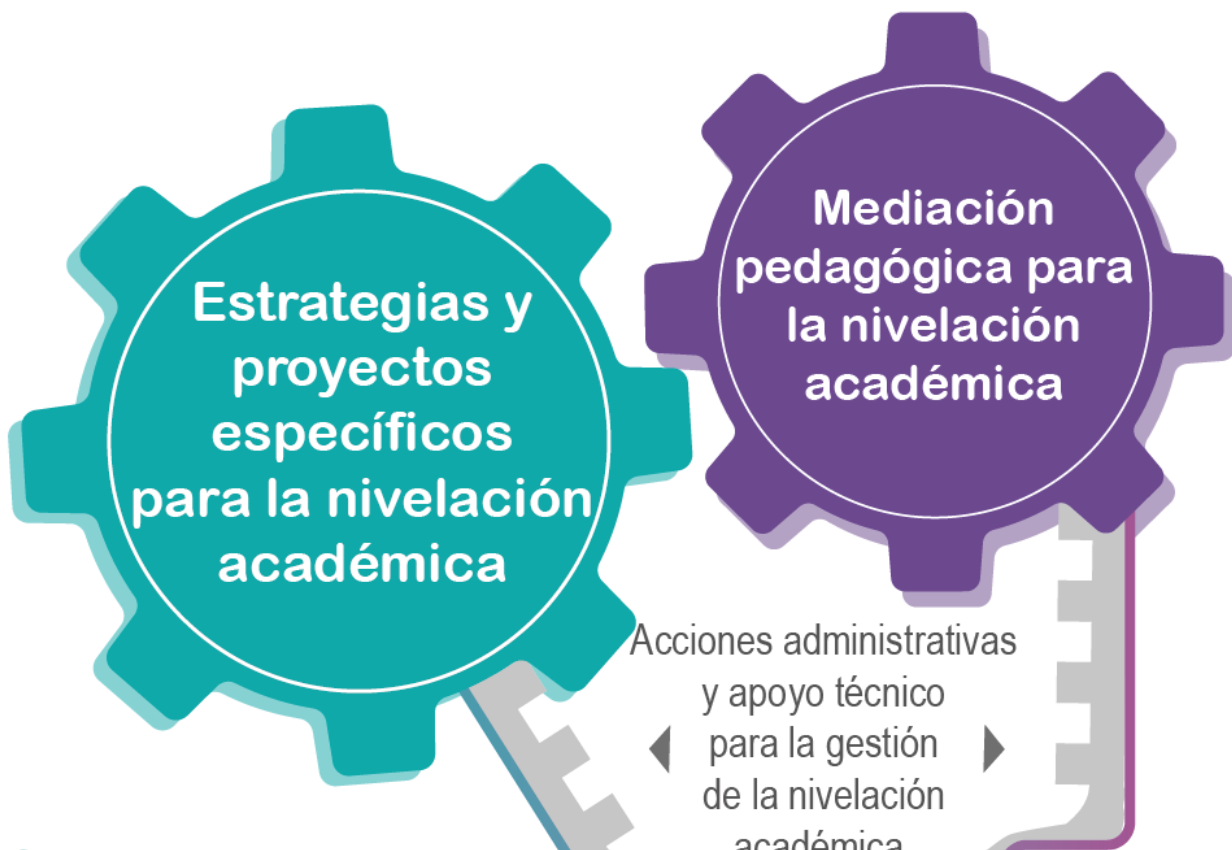 Estrategias y
proyectos
específicos
para la nivelación
académica
Mediación
pedagógica para
la nivelación
académica
Acciones administrativas
y apoyo técnico
para la gestión
de la nivelación
académica